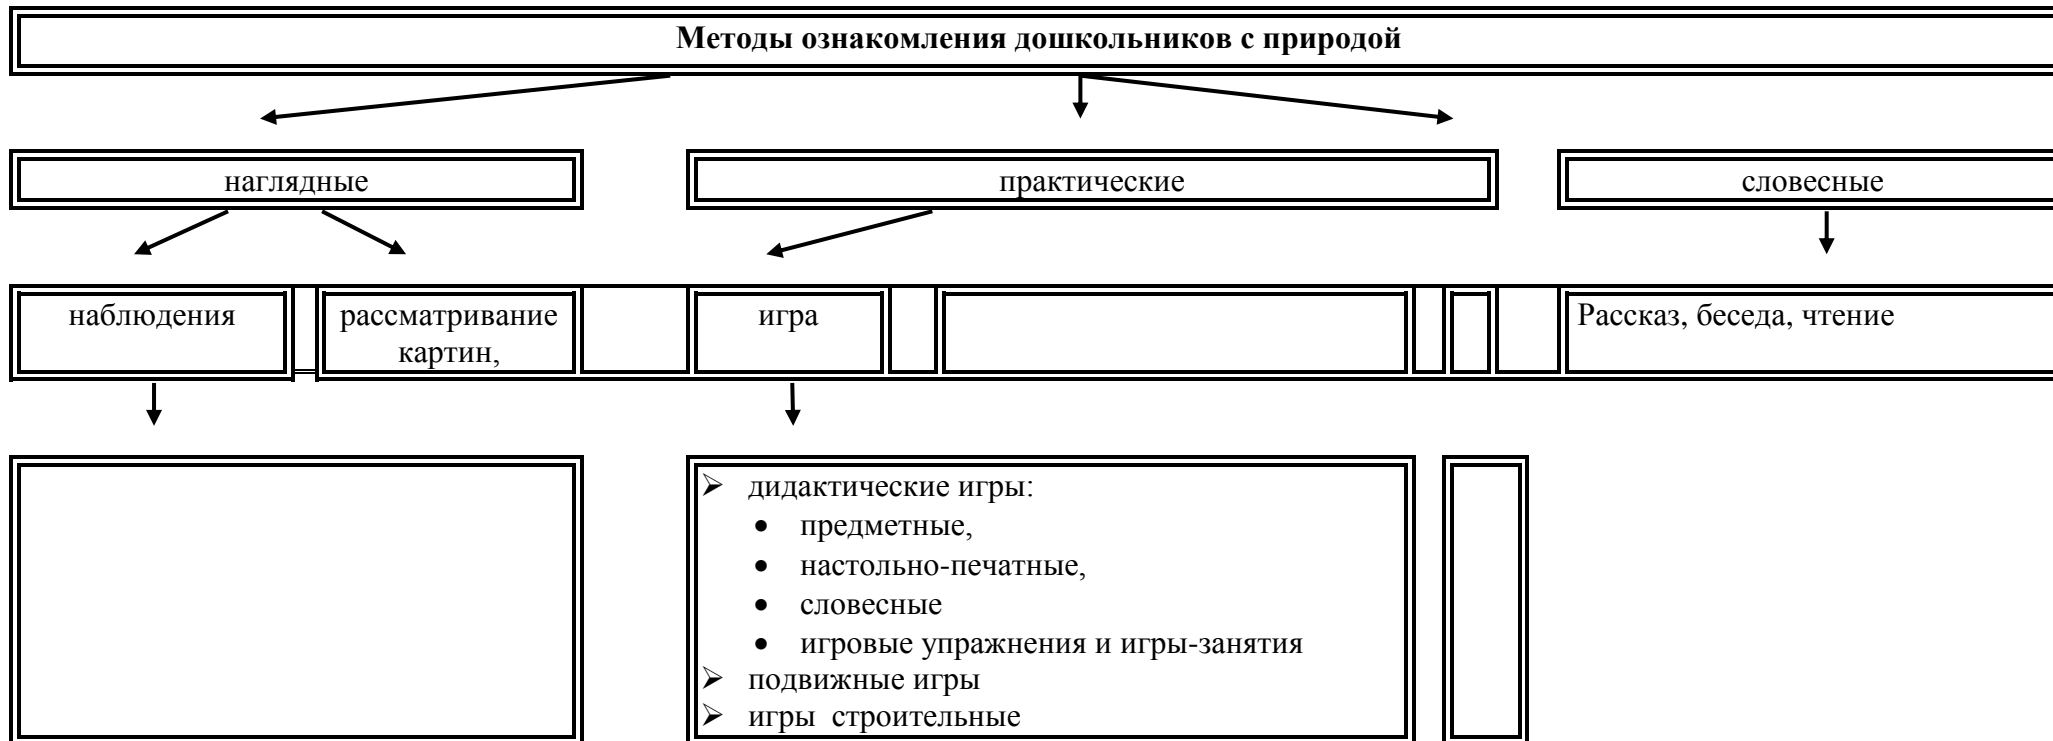 Методы ознакомления дошкольников с природой
наглядные
практические
словесные
наблюдения
рассматривание
картин,
игра
Рассказ, беседа, чтение
➢ дидактические игры:
• предметные,
• настольно-печатные,
• словесные
• игровые упражнения и игры-занятия
➢ подвижные игры
➢ игры строительные